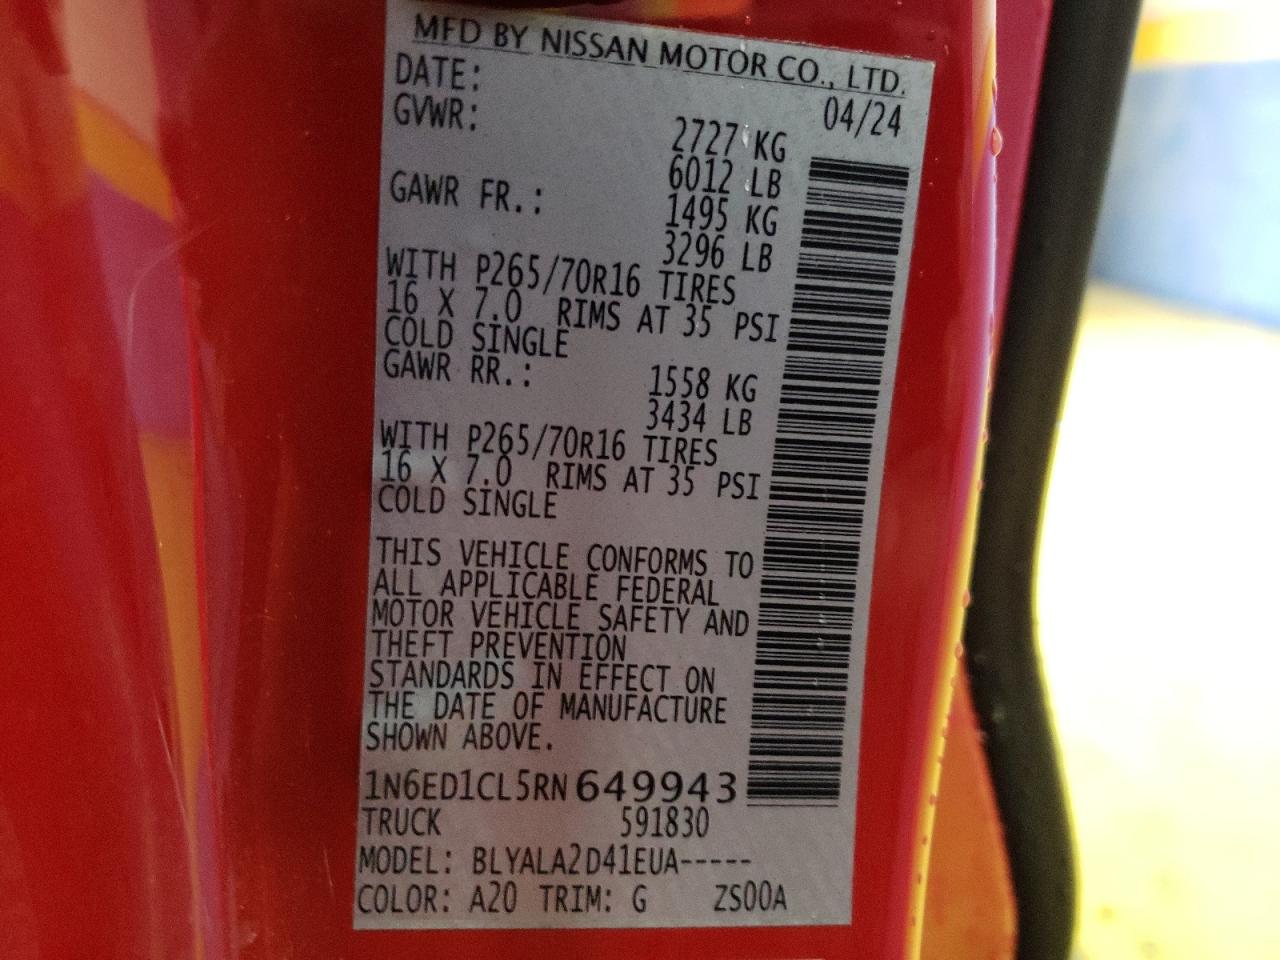 MFD BY NISSAN MOTOR CO., LTD.
DATE: 04/24
GVWR: 2727 KG
6012 LB
GAWR FR.: 1495 KG
3296 LB
WITH P265/70R16 TIRES
16 X 7.0 RIMS AT 35 PSI
COLD SINGLE
GAWR RR.: 1558 KG
3434 LB
WITH P265/70R16 TIRES
16 X 7.0 RIMS AT 35 PSI
COLD SINGLE
THIS VEHICLE CONFORMS TO
ALL APPLICABLE FEDERAL
MOTOR VEHICLE SAFETY AND
THEFT PREVENTION
STANDARDS IN EFFECT ON
THE DATE OF MANUFACTURE
SHOWN ABOVE.
1N6ED1CL5RN649943
TRUCK 591830
MODEL: BLYALA2D41EUA-----
COLOR: A20 TRIM: G ZS00A